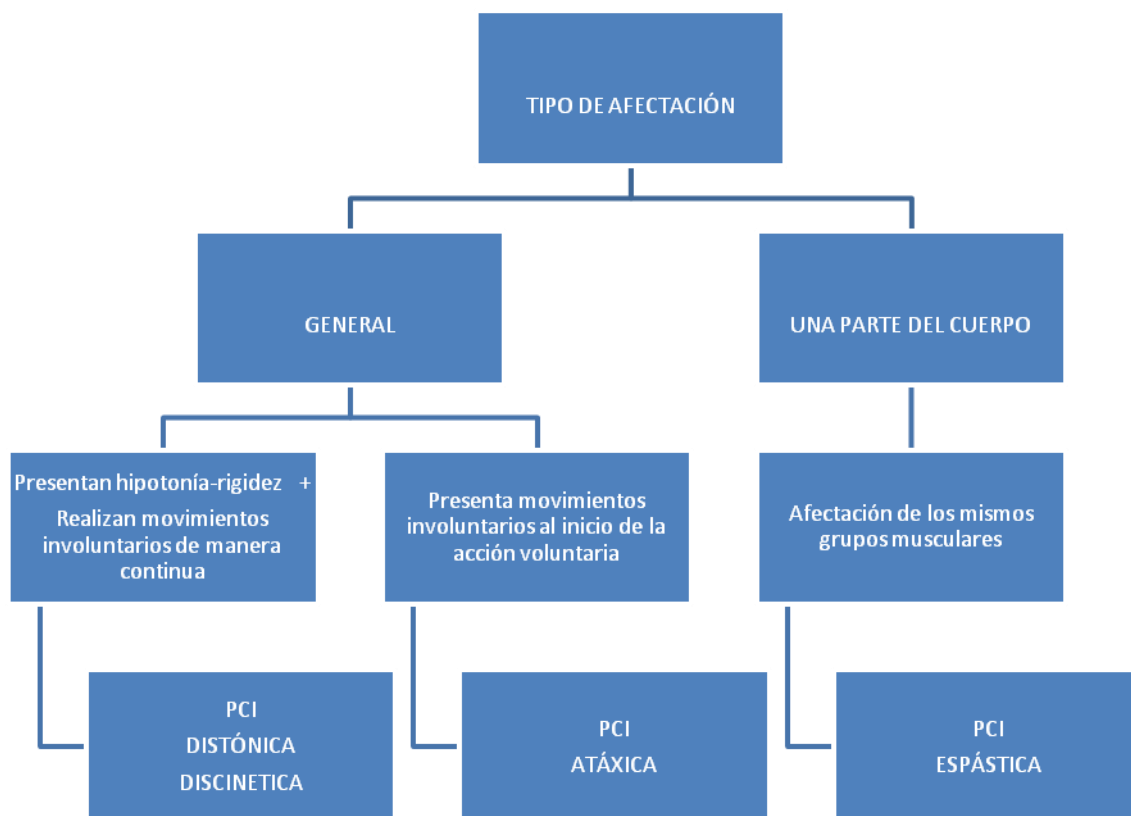 TIPO DE AFECTACIÓN
GENERAL
UNA PARTE DEL CUERPO
Presentan hipotonía-rigidez +
Realizan movimientos
involuntarios de manera
continua
Presenta movimientos
involuntarios al inicio de la
acción voluntaria
Afectación de los mismos
grupos musculares
PCI
DISTÓNICA
DISCINETICA
PCI
ATÁXICA
PCI
ESPÁSTICA